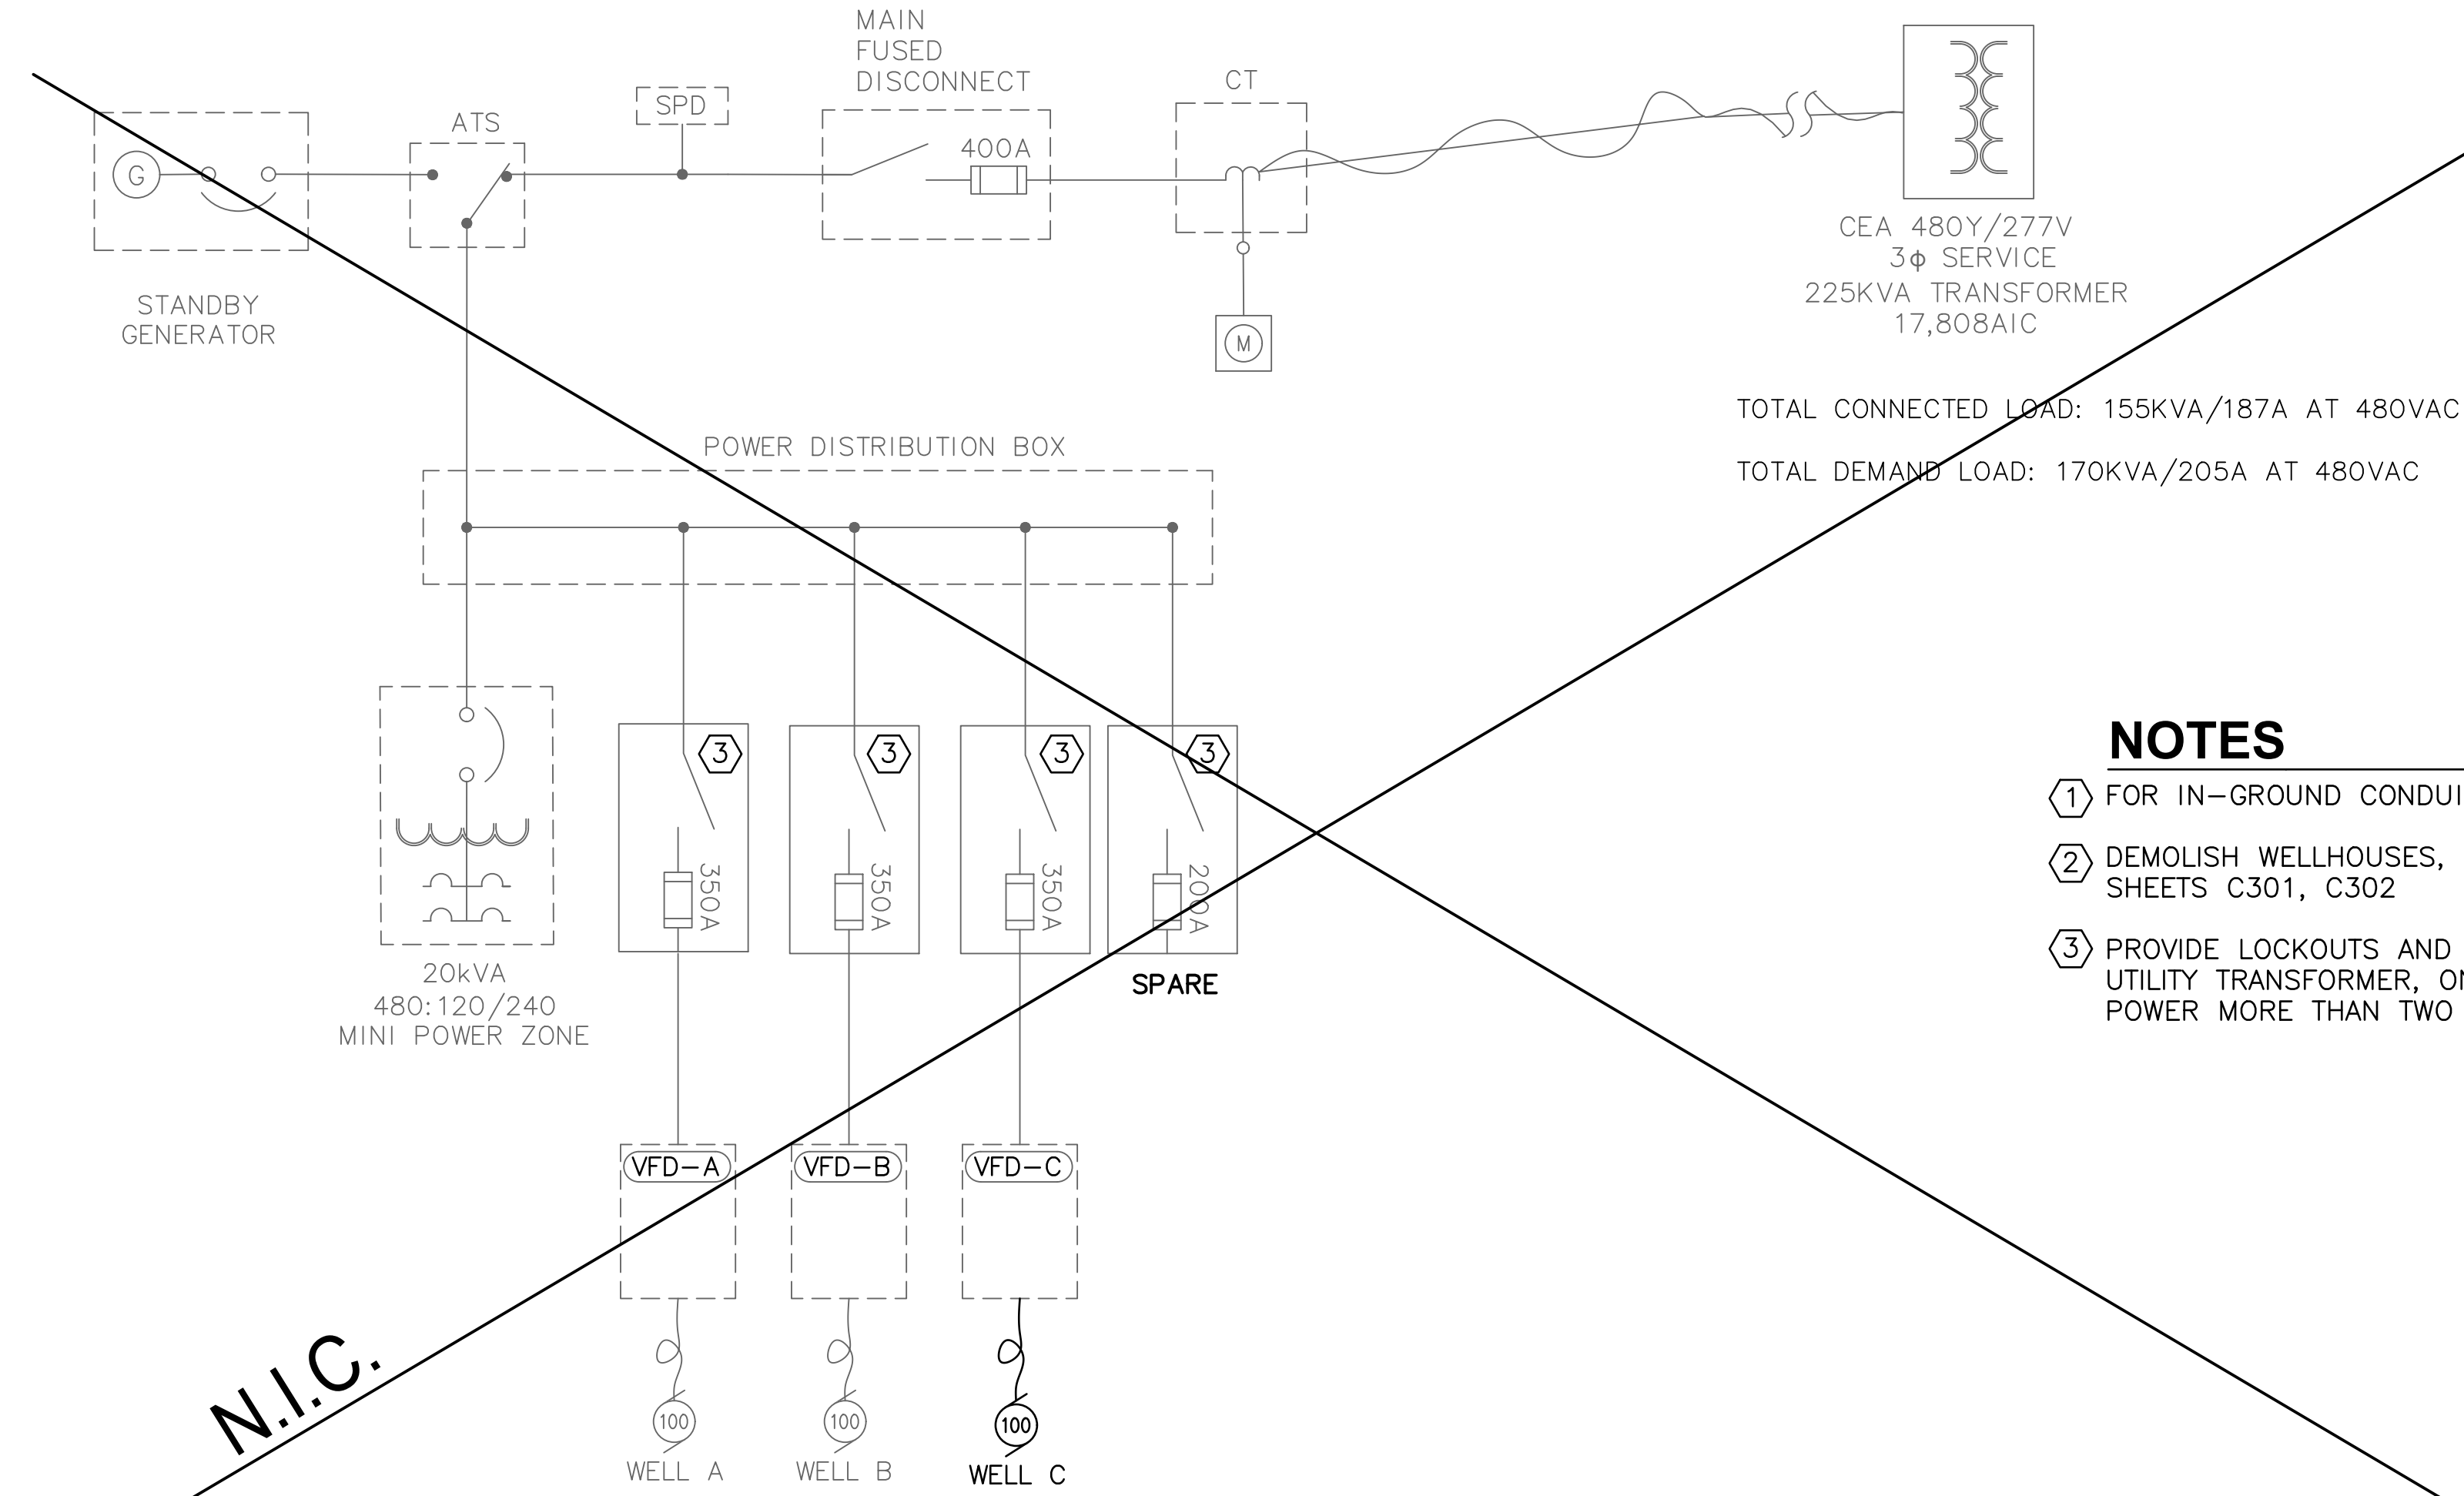 MAIN
FUSED
DISCONNECT
CT
SPD
ATS
400A
G
STANDBY
GENERATOR
M
CEA 480Y/277V
3ϕ SERVICE
225KVA TRANSFORMER
17,808AIC
TOTAL CONNECTED LOAD: 155KVA/187A AT 480VAC
TOTAL DEMAND LOAD: 170KVA/205A AT 480VAC
POWER DISTRIBUTION BOX
3
3
3
3
350A
350A
350A
200A
SPARE
20kVA
480:120/240
MINI POWER ZONE
NOTES
1 FOR IN-GROUND CONDUI
2 DEMOLISH WELLHOUSES,
SHEETS C301, C302
3 PROVIDE LOCKOUTS AND
UTILITY TRANSFORMER, ON
POWER MORE THAN TWO
VFD-A
VFD-B
VFD-C
100
100
100
WELL A
WELL B
WELL C
N.I.C.